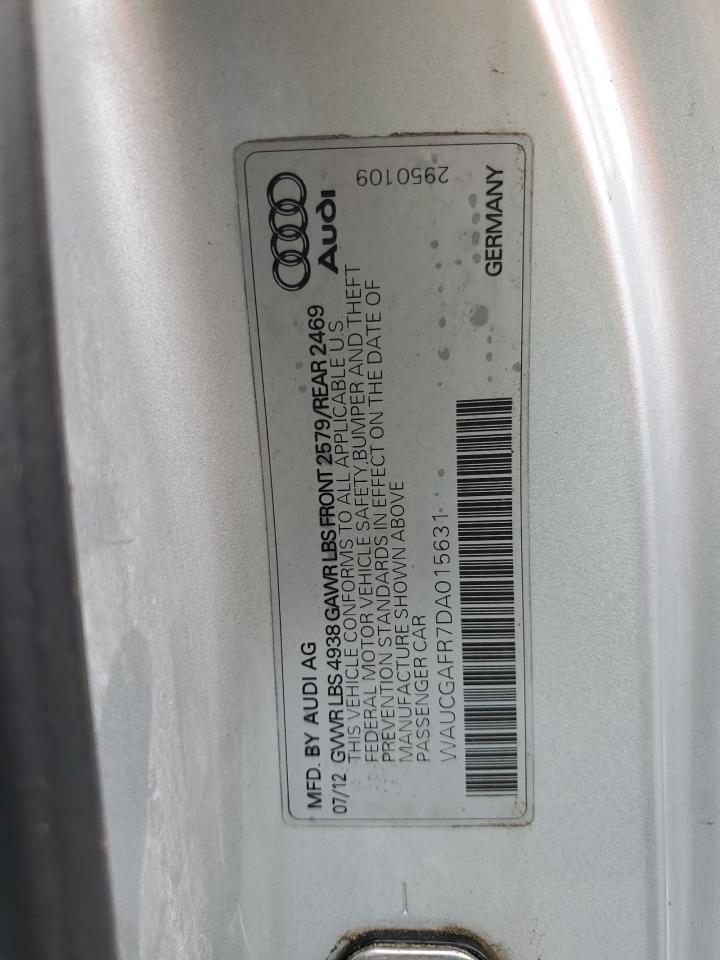 Audi
MFD. BY AUDI AG
07/12 GVWR LBS 4938 GAWR LBS FRONT 2579/REAR 2469
THIS VEHICLE CONFORMS TO ALL APPLICABLE U.S.
FEDERAL MOTOR VEHICLE SAFETY,BUMPER AND THEFT
PREVENTION STANDARDS IN EFFECT ON THE DATE OF
MANUFACTURE SHOWN ABOVE
PASSENGER CAR
2950109
WAUCGAFR7DA015631
GERMANY